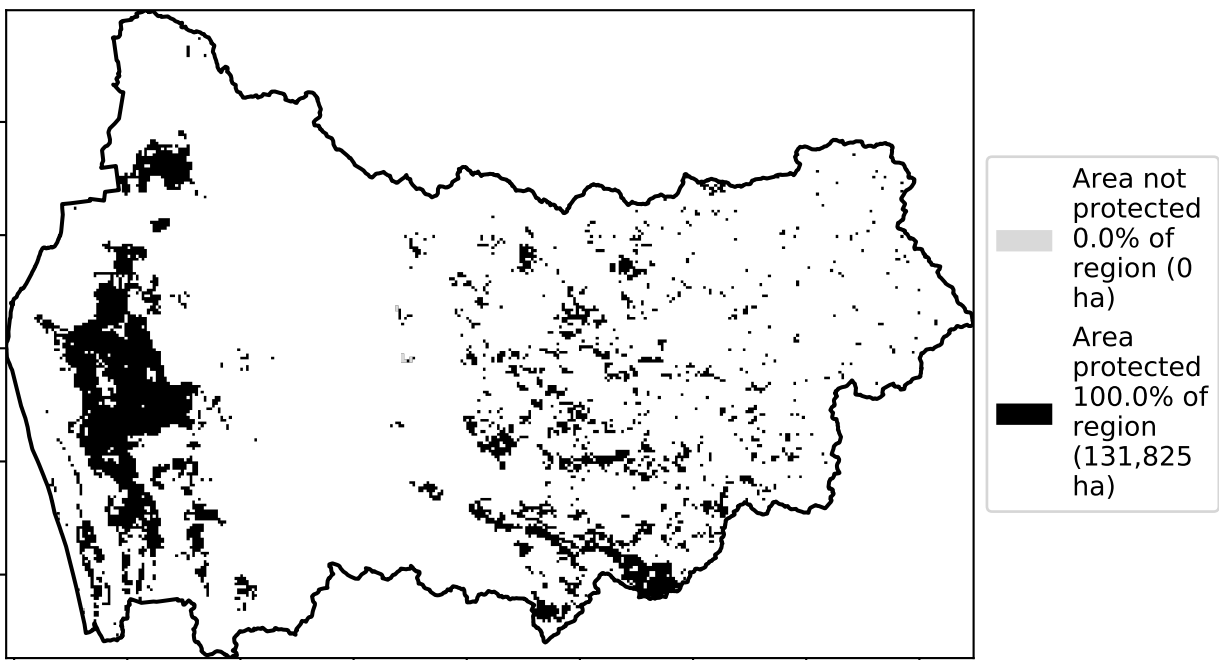 Area not
protected
0.0% of
region (0
ha)
Area
protected
100.0% of
region
(131,825
ha)